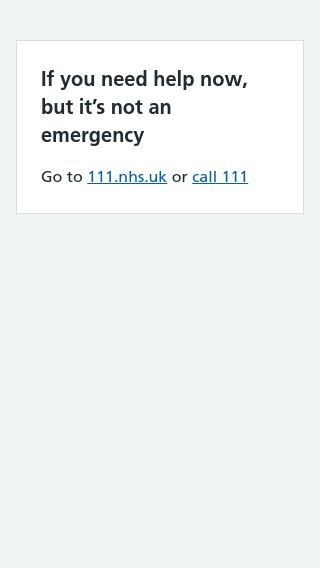 If you need help now,
but it’s not an
emergency
Go to 111.nhs.uk or call 111